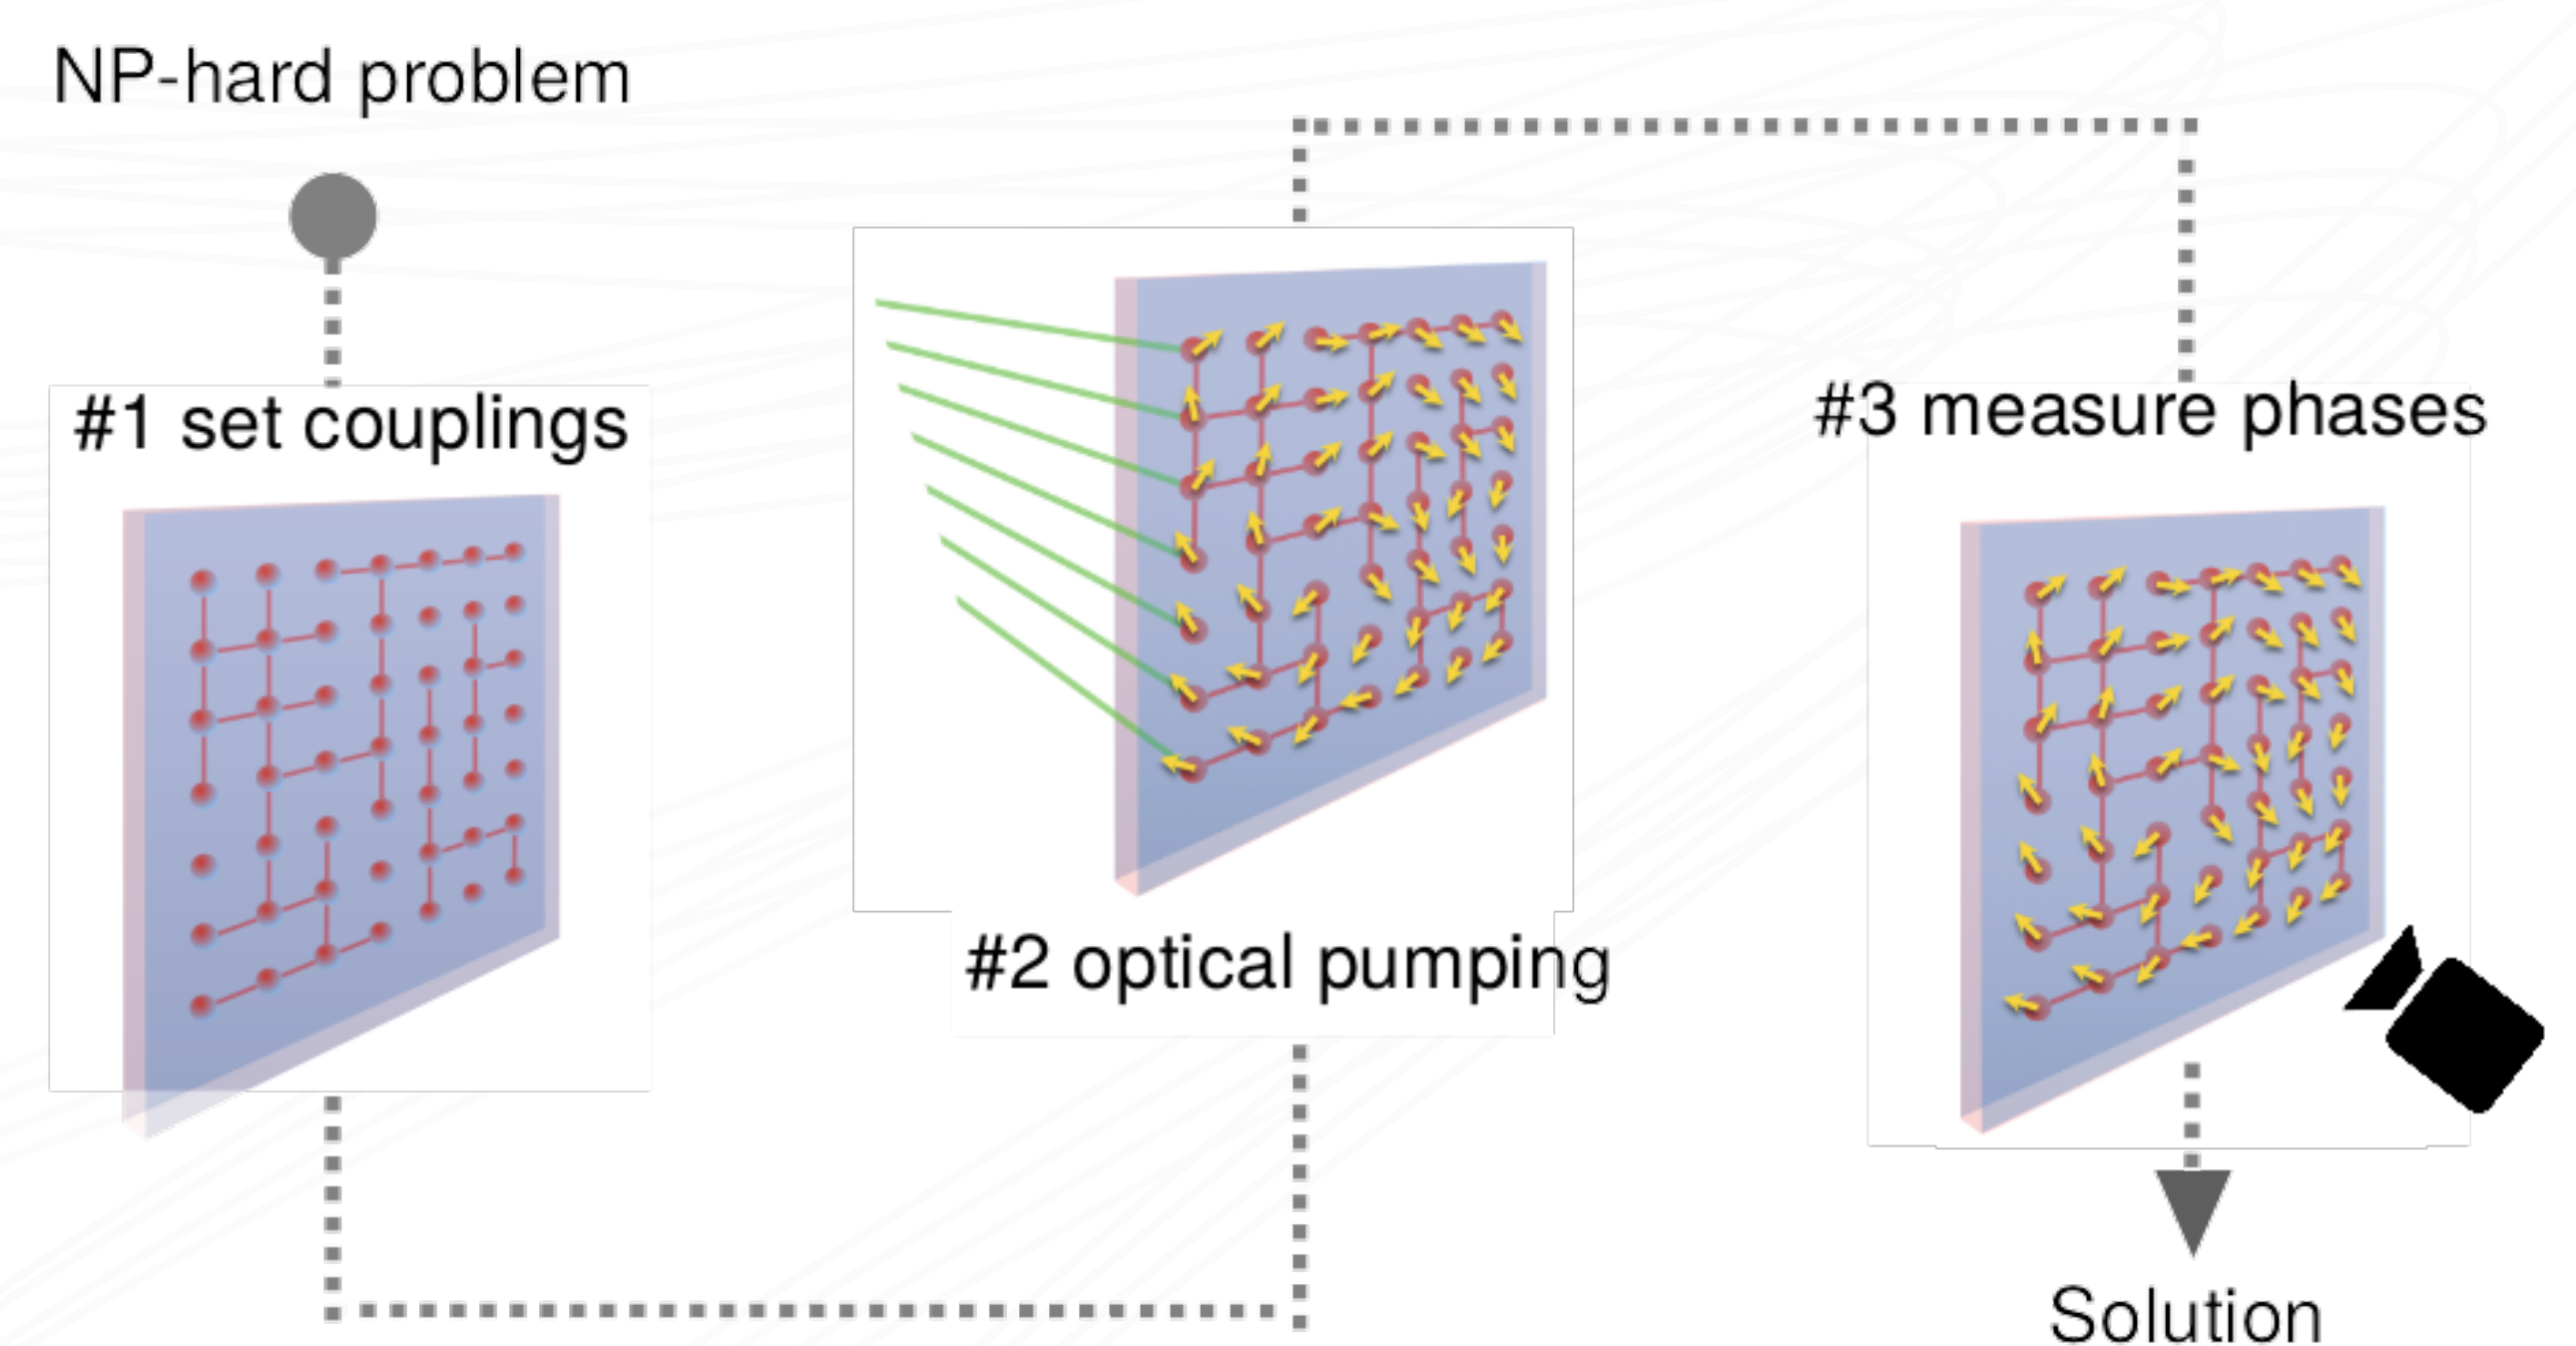 NP-hard problem
#1 set couplings
#2 optical pumping
#3 measure phases
Solution